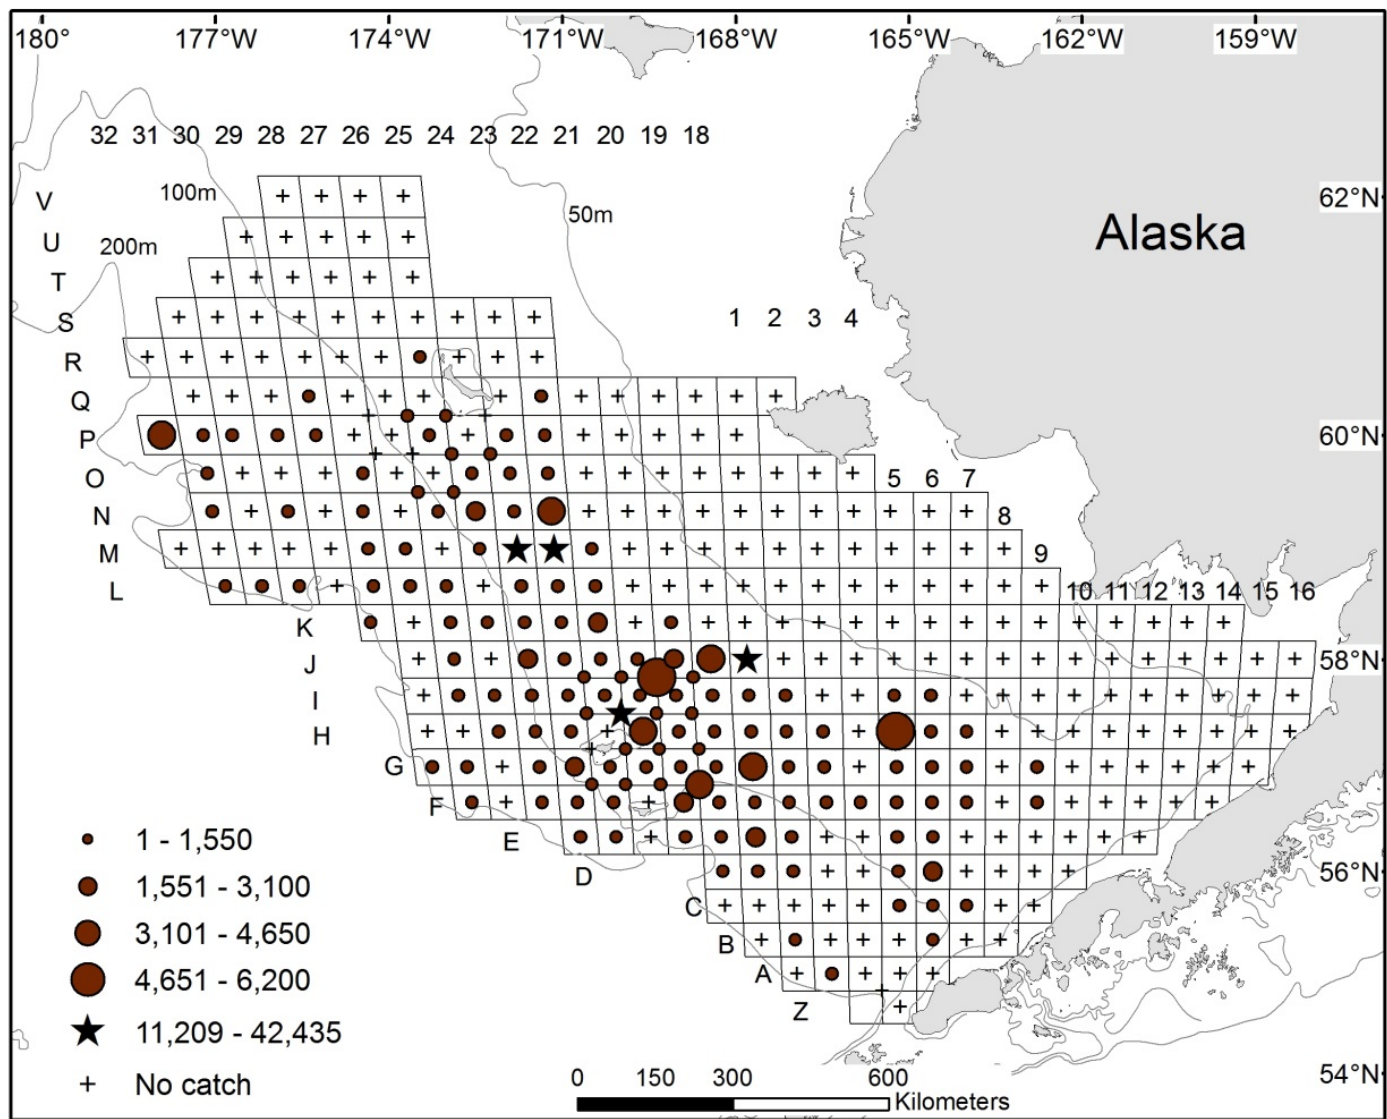 180° 177°W 174°W 171°W 168°W 165°W 162°W 159°W
32 31 30 29 28 27 26 25 24 23 22 21 20 19 18
V 100m 62°N
50m
Alaska
U 200m
T
S 1 2 3 4
R
Q
P 60°N
O 5 6 7
N 8
M 9
L 10 11 12 13 14 15 16
K
J 58°N
I
H
G
F
E
D 56°N
C
B
A
Z
1 - 1,550
1,551 - 3,100
3,101 - 4,650
4,651 - 6,200
11,209 - 42,435
No catch
54°N
0 150 300 600
Kilometers